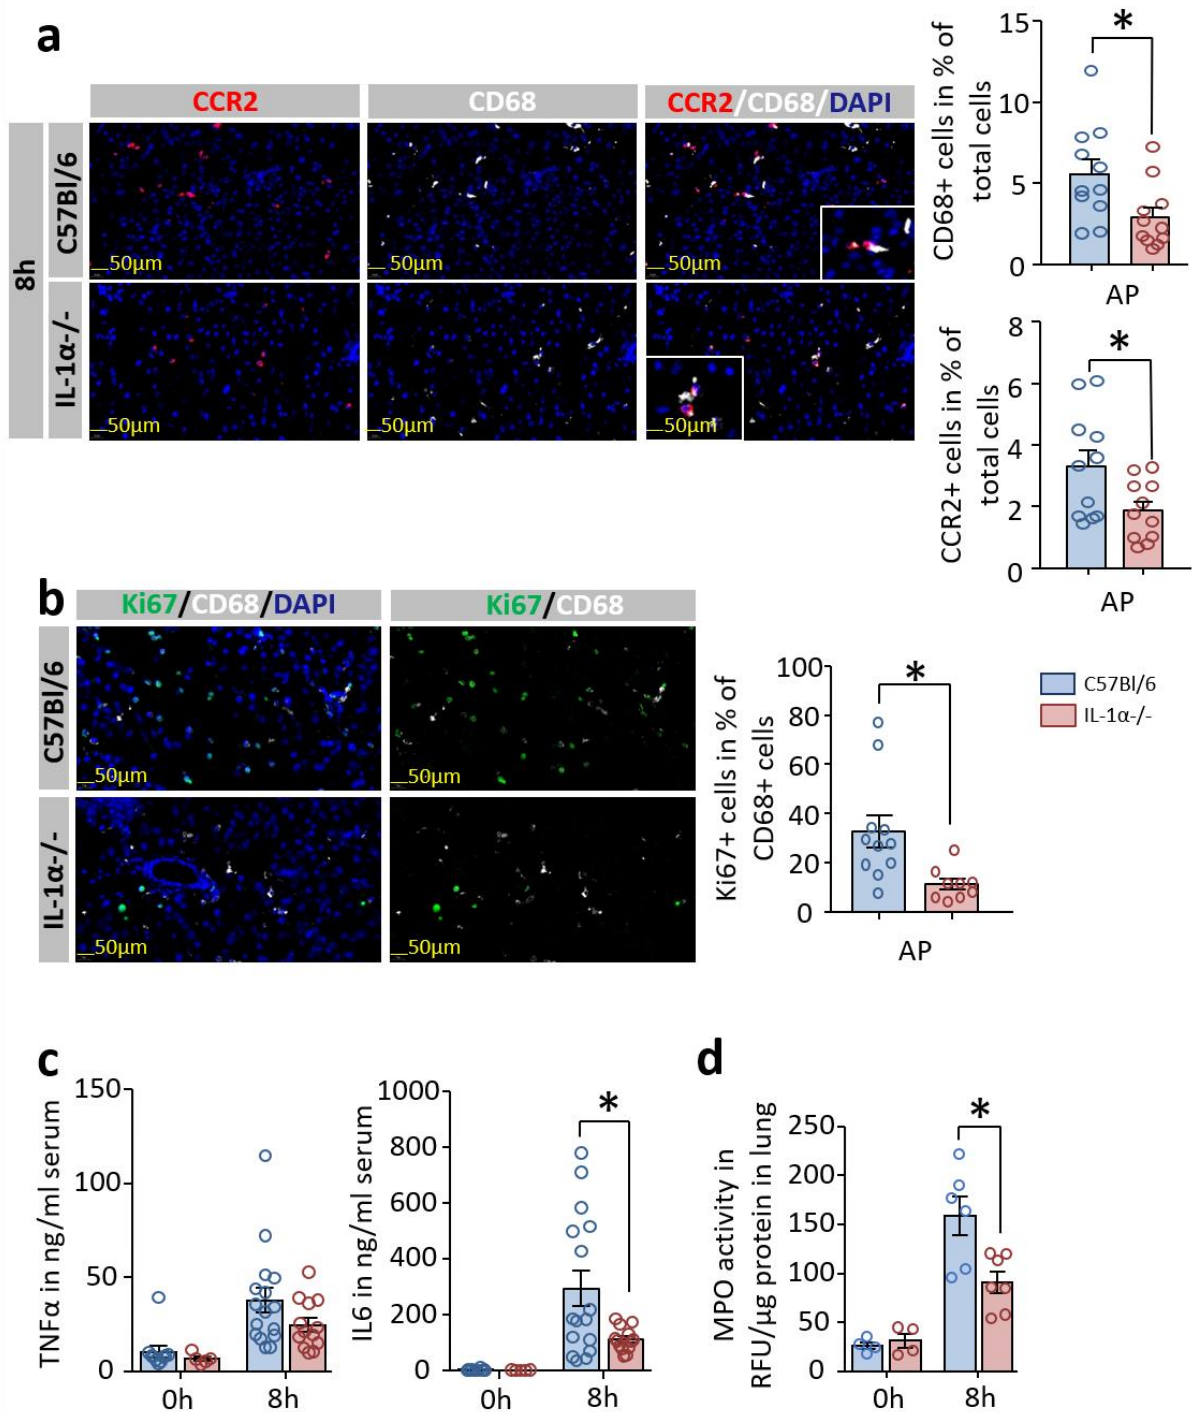 a
CCR2
CD68
CCR2/CD68/DAPI
8h
C57Bl/6
50µm
50µm
IL-1α-/-
50µm
50µm
50µm
CD68+ cells in % of
total cells
15
10
5
0
*
AP
CCR2+ cells in % of
total cells
8
6
4
2
0
*
AP
b
Ki67/CD68/DAPI
Ki67/CD68
C57Bl/6
50µm
50µm
IL-1α-/-
50µm
50µm
Ki67+ cells in % of
CD68+ cells
100
80
60
40
20
0
*
AP
C57Bl/6
IL-1α-/-
c
TNFα in ng/ml serum
150
100
50
0
0h
8h
IL6 in ng/ml serum
1000
800
600
400
200
0
*
0h
8h
d
MPO activity in
RFU/µg protein in lung
250
200
150
100
50
0
*
0h
8h